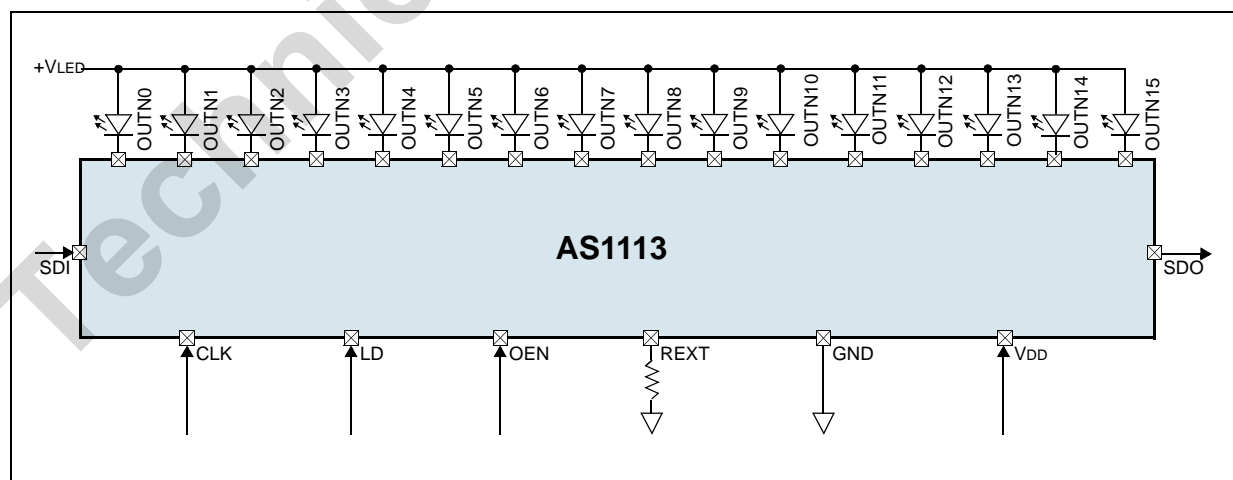 +VLED
OUTN0
OUTN1
OUTN2
OUTN3
OUTN4
OUTN5
OUTN6
OUTN7
OUTN8
OUTN9
OUTN10
OUTN11
OUTN12
OUTN13
OUTN14
OUTN15
SDI
AS1113
SDO
CLK
LD
OEN
REXT
GND
VDD
Technic